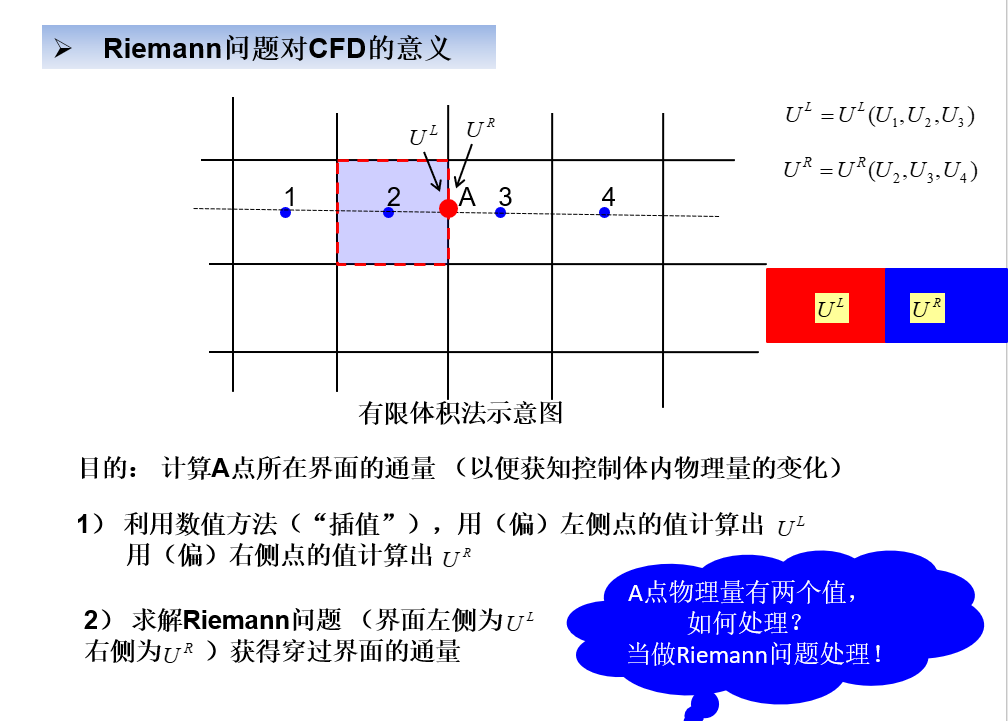 ➢ Riemann问题对CFD的意义
U^L = U^L(U_1,U_2,U_3)
U^R = U^R(U_2,U_3,U_4)
U^L U^R
1 2 A 3 4
U^L U^R
有限体积法示意图
目的： 计算A点所在界面的通量 （以便获知控制体内物理量的变化）
1） 利用数值方法（“插值”），用（偏）左侧点的值计算出 U^L
用（偏）右侧点的值计算出 U^R
2） 求解Riemann问题 （界面左侧为U^L
右侧为U^R ）获得穿过界面的通量
A点物理量有两个值，
如何处理？
当做Riemann问题处理！